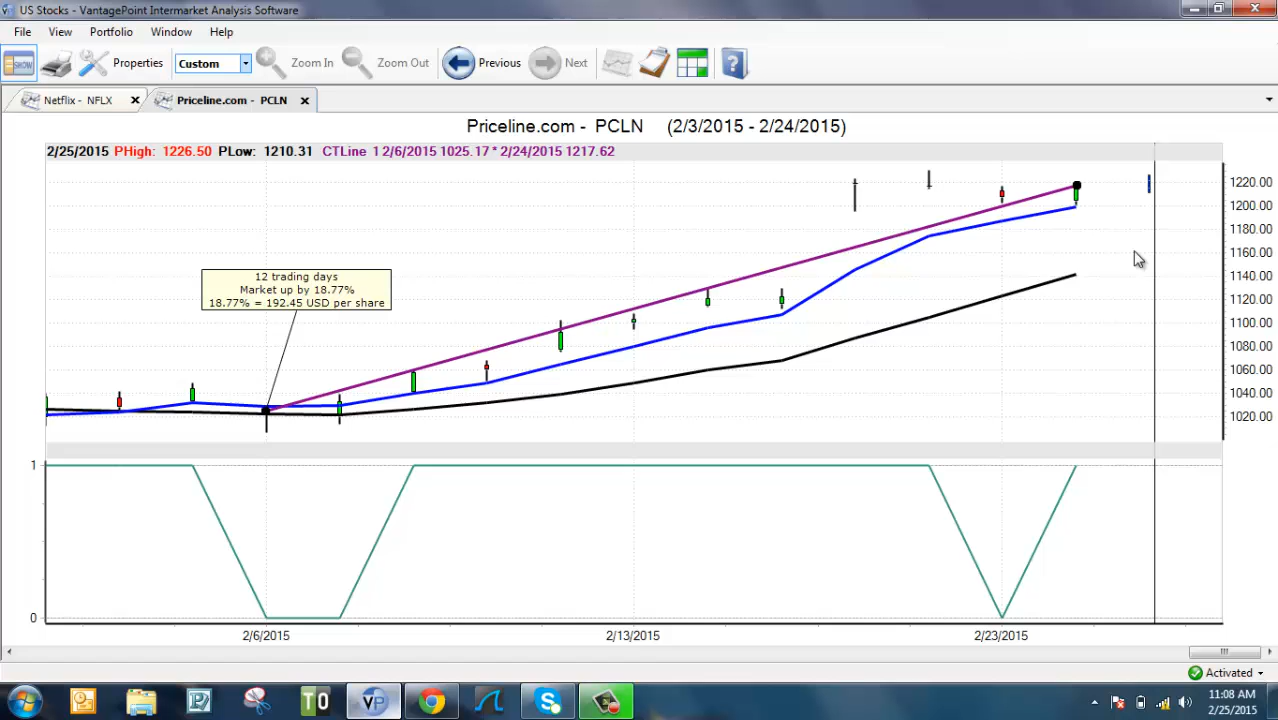 US Stocks - VantagePoint Intermarket Analysis Software
File View Portfolio Window Help
SHOW Properties Custom Zoom In Zoom Out Previous Next
Netflix - NFLX Priceline.com - PCLN
Priceline.com - PCLN (2/3/2015 - 2/24/2015)
2/25/2015 PHigh: 1226.50 PLow: 1210.31 CTLine 1 2/6/2015 1025.17 * 2/24/2015 1217.62
1220.00
1200.00
1180.00
1160.00
1140.00
1120.00
1100.00
1080.00
1060.00
1040.00
1020.00
12 trading days
Market up by 18.77%
18.77% = 192.45 USD per share
1
0
2/6/2015 2/13/2015 2/23/2015
Activated
TO VP
11:08 AM
2/25/2015